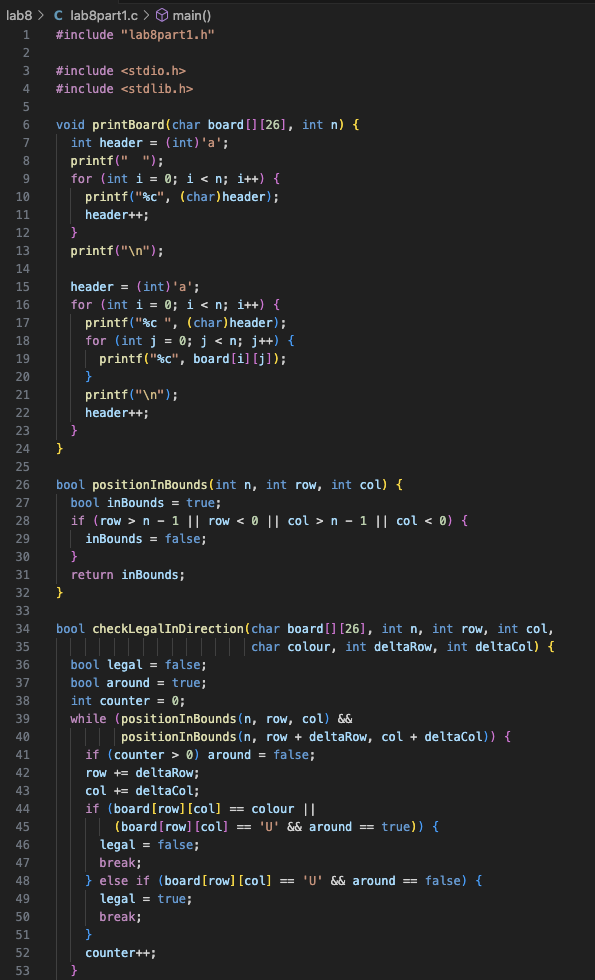 lab8 > C lab8part1.c > main()
1 #include "lab8part1.h"
2
3 #include <stdio.h>
4 #include <stdlib.h>
5
6 void printBoard(char board[][26], int n) {
7   int header = (int)'a';
8   printf("  ");
9   for (int i = 0; i < n; i++) {
10     printf("%c", (char)header);
11     header++;
12   }
13   printf("\n");
14
15   header = (int)'a';
16   for (int i = 0; i < n; i++) {
17     printf("%c ", (char)header);
18     for (int j = 0; j < n; j++) {
19       printf("%c", board[i][j]);
20     }
21     printf("\n");
22     header++;
23   }
24 }
25
26 bool positionInBounds(int n, int row, int col) {
27   bool inBounds = true;
28   if (row > n - 1 || row < 0 || col > n - 1 || col < 0) {
29     inBounds = false;
30   }
31   return inBounds;
32 }
33
34 bool checkLegalInDirection(char board[][26], int n, int row, int col,
35                            char colour, int deltaRow, int deltaCol) {
36   bool legal = false;
37   bool around = true;
38   int counter = 0;
39   while (positionInBounds(n, row, col) &&
40          positionInBounds(n, row + deltaRow, col + deltaCol)) {
41     if (counter > 0) around = false;
42     row += deltaRow;
43     col += deltaCol;
44     if (board[row][col] == colour ||
45         (board[row][col] == 'U' && around == true)) {
46       legal = false;
47       break;
48     } else if (board[row][col] == 'U' && around == false) {
49       legal = true;
50       break;
51     }
52     counter++;
53   }